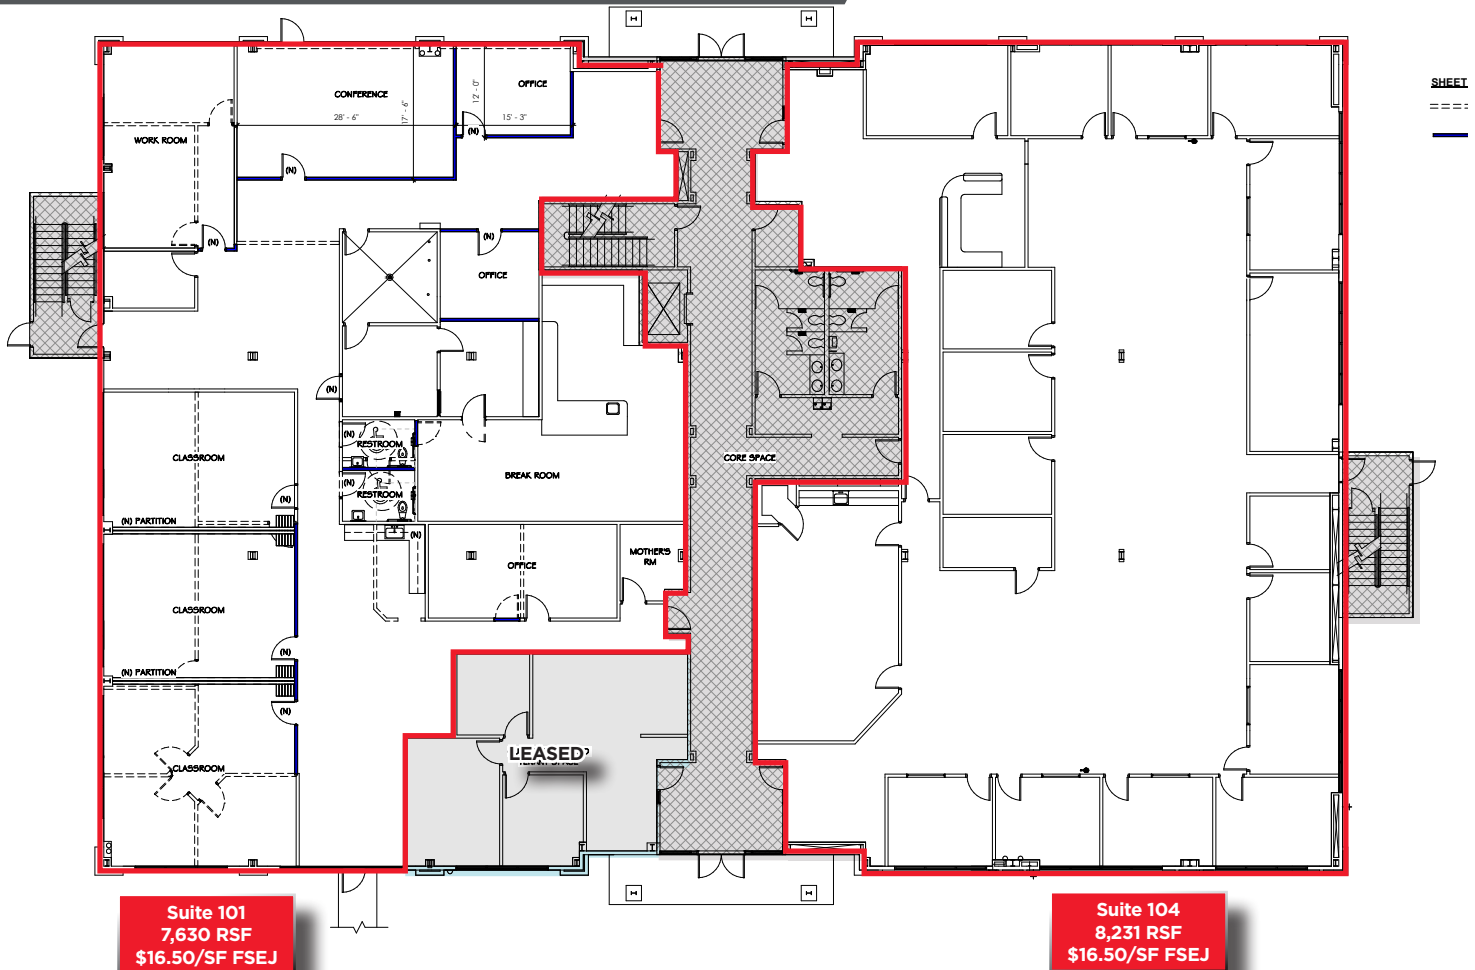 SHEET
CONFERENCE
28' - 6"
17' - 6"
12' - 0"
OFFICE
15' - 3"
(N)
WORK ROOM
(N)
(N)
(N)
OFFICE
(N)
(N)
RESTROOM
(N)
RESTROOM
CLASSROOM
(N)
(N) PARTITION
BREAK ROOM
CORE SPACE
(N)
OFFICE
MOTHER'S
RM
CLASSROOM
(N)
(N) PARTITION
(N)
CLASSROOM
LEASED
Suite 101
7,630 RSF
$16.50/SF FSEJ
Suite 104
8,231 RSF
$16.50/SF FSEJ